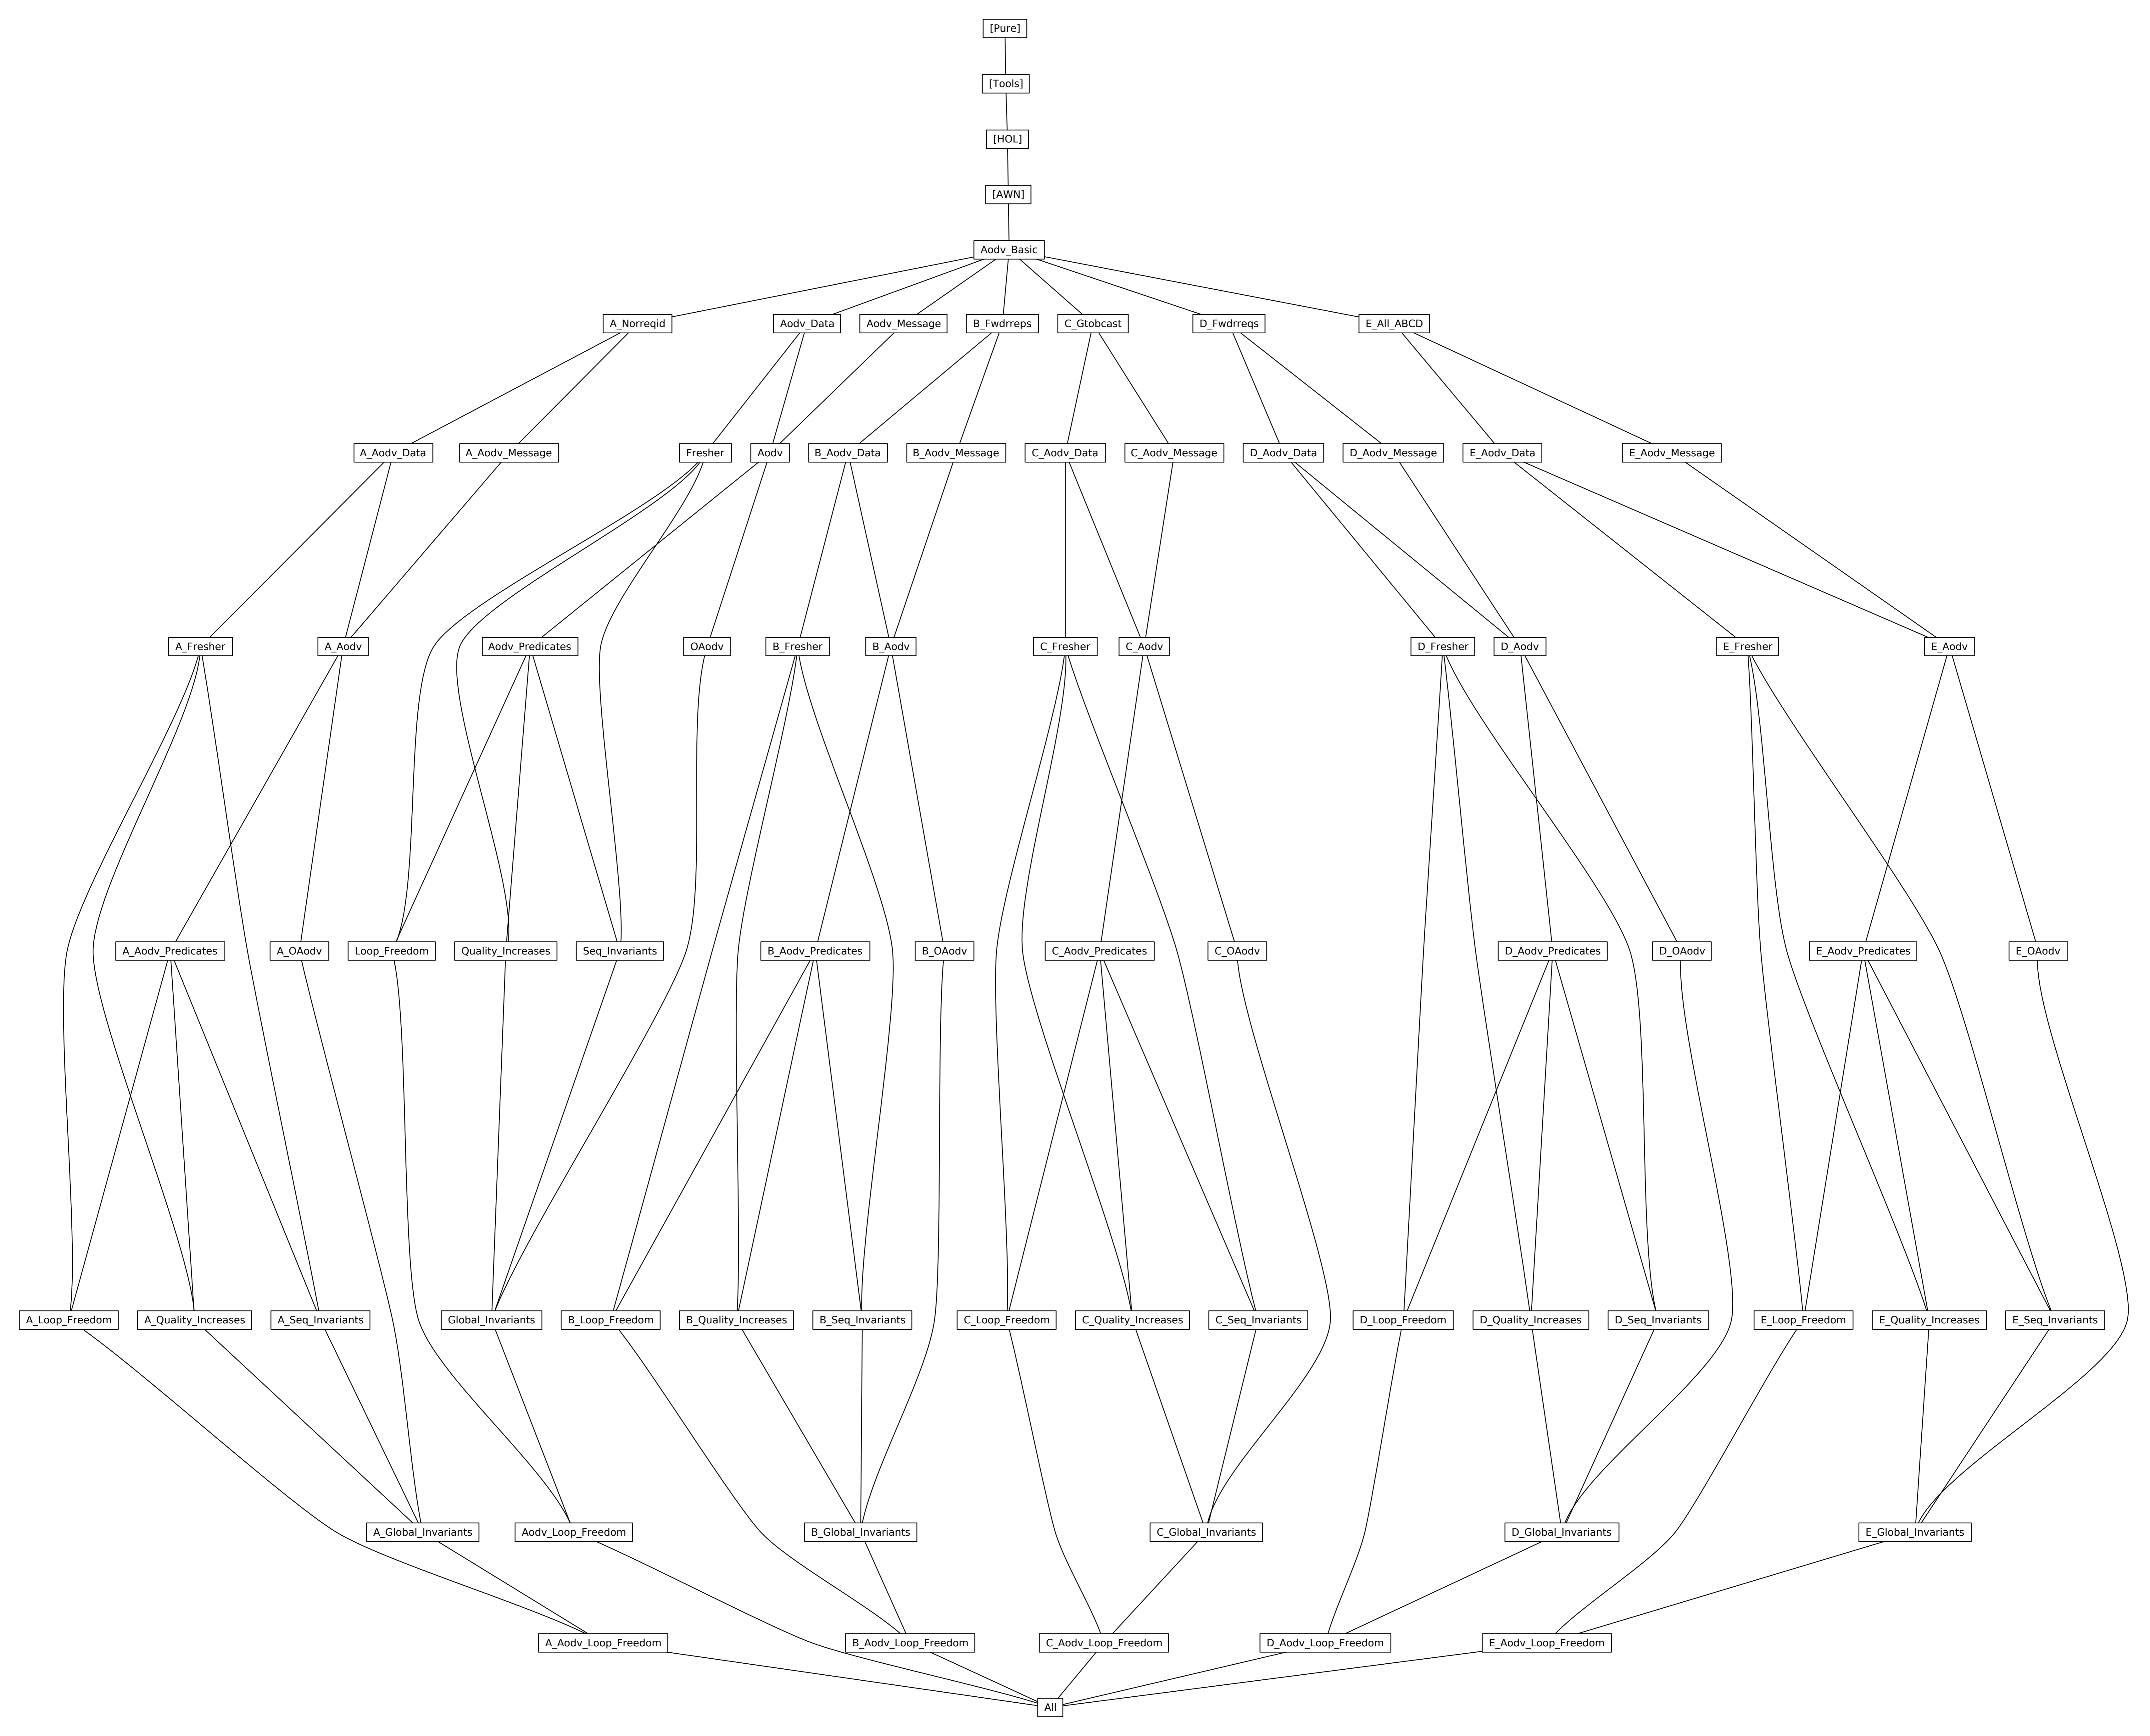 [Pure]
[Tools]
[HOL]
[AWN]
Aodv_Basic
A_Norreqid
Aodv_Data
Aodv_Message
B_Fwdrreps
C_Gtobcast
D_Fwdrreqs
E_All_ABCD
A_Aodv_Data
A_Aodv_Message
Fresher
Aodv
B_Aodv_Data
B_Aodv_Message
C_Aodv_Data
C_Aodv_Message
D_Aodv_Data
D_Aodv_Message
E_Aodv_Data
E_Aodv_Message
A_Fresher
A_Aodv
Aodv_Predicates
OAodv
B_Fresher
B_Aodv
C_Fresher
C_Aodv
D_Fresher
D_Aodv
E_Fresher
E_Aodv
A_Aodv_Predicates
A_OAodv
Loop_Freedom
Quality_Increases
Seq_Invariants
B_Aodv_Predicates
B_OAodv
C_Aodv_Predicates
C_OAodv
D_Aodv_Predicates
D_OAodv
E_Aodv_Predicates
E_OAodv
A_Loop_Freedom
A_Quality_Increases
A_Seq_Invariants
Global_Invariants
B_Loop_Freedom
B_Quality_Increases
B_Seq_Invariants
C_Loop_Freedom
C_Quality_Increases
C_Seq_Invariants
D_Loop_Freedom
D_Quality_Increases
D_Seq_Invariants
E_Loop_Freedom
E_Quality_Increases
E_Seq_Invariants
A_Global_Invariants
Aodv_Loop_Freedom
B_Global_Invariants
C_Global_Invariants
D_Global_Invariants
E_Global_Invariants
A_Aodv_Loop_Freedom
B_Aodv_Loop_Freedom
C_Aodv_Loop_Freedom
D_Aodv_Loop_Freedom
E_Aodv_Loop_Freedom
All